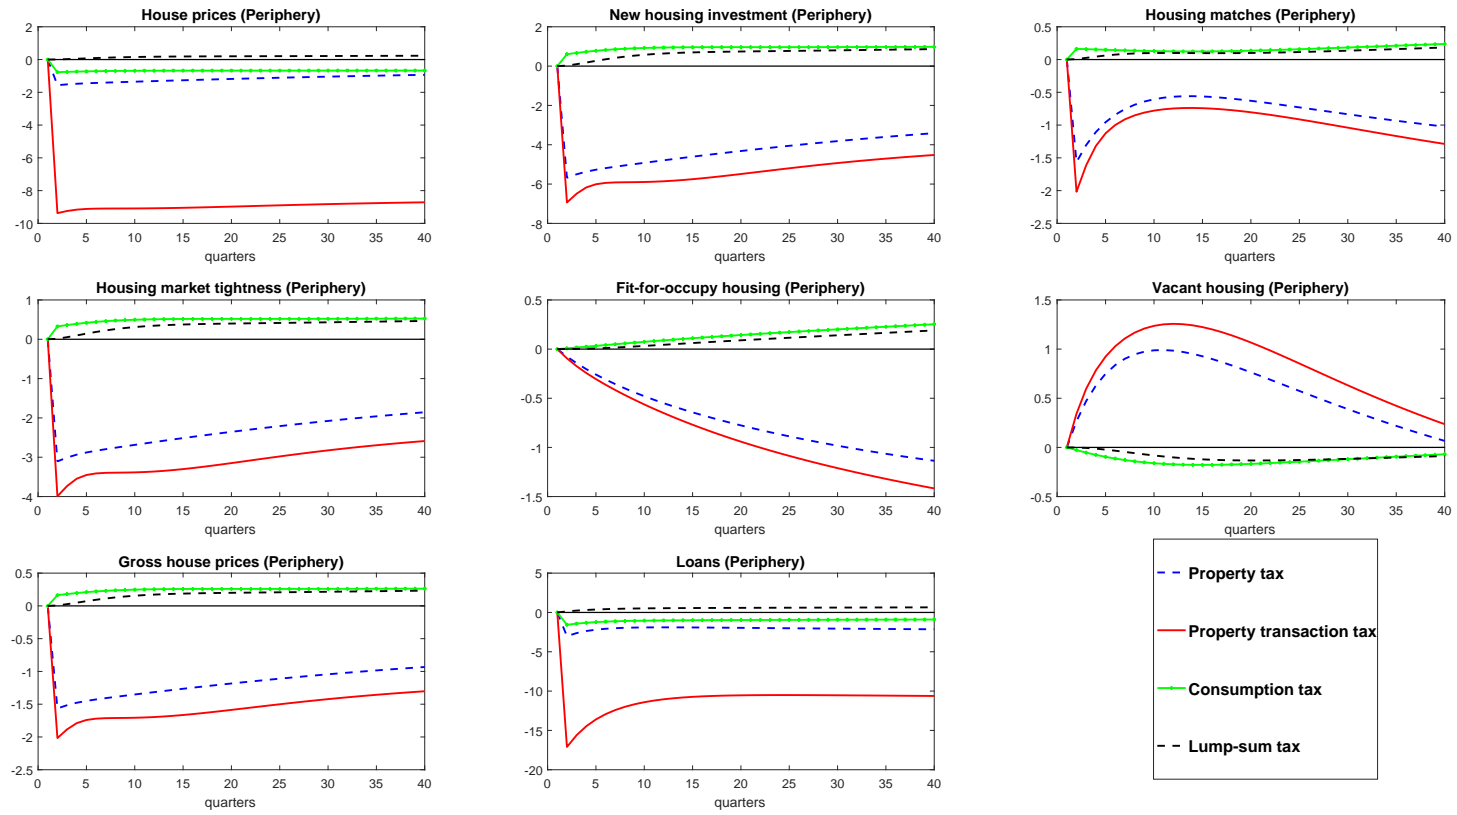 House prices (Periphery)
2
0
-2
-4
-6
-8
-10
0 5 10 15 20 25 30 35 40
quarters
New housing investment (Periphery)
2
0
-2
-4
-6
-8
0 5 10 15 20 25 30 35 40
quarters
Housing matches (Periphery)
0.5
0
-0.5
-1
-1.5
-2
-2.5
0 5 10 15 20 25 30 35 40
quarters
Housing market tightness (Periphery)
1
0
-1
-2
-3
-4
0 5 10 15 20 25 30 35 40
quarters
Fit-for-occupy housing (Periphery)
0.5
0
-0.5
-1
-1.5
0 5 10 15 20 25 30 35 40
quarters
Vacant housing (Periphery)
1.5
1
0.5
0
-0.5
0 5 10 15 20 25 30 35 40
quarters
Gross house prices (Periphery)
0.5
0
-0.5
-1
-1.5
-2
-2.5
0 5 10 15 20 25 30 35 40
quarters
Loans (Periphery)
5
0
-5
-10
-15
-20
0 5 10 15 20 25 30 35 40
quarters
Property tax
Property transaction tax
Consumption tax
Lump-sum tax